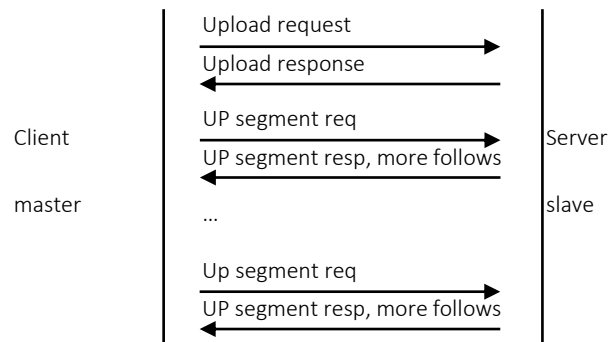 Upload request
Upload response
UP segment req
Client
Server
UP segment resp, more follows
master
slave
...
Up segment req
UP segment resp, more follows